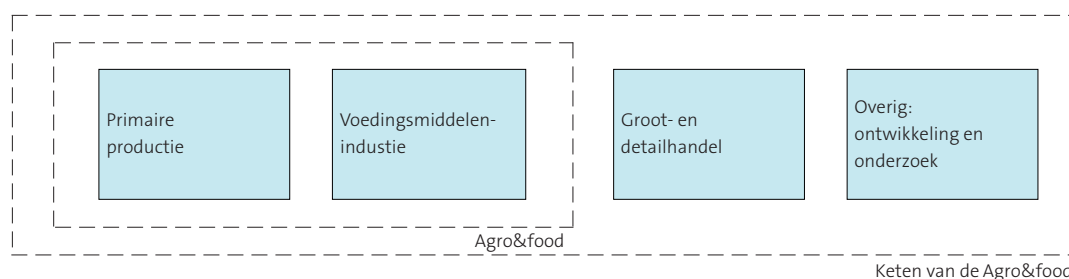 Primaire
productie
Voedingsmiddelen-
industie
Groot- en
detailhandel
Overig:
ontwikkeling en
onderzoek
Agro&food
Keten van de Agro&food